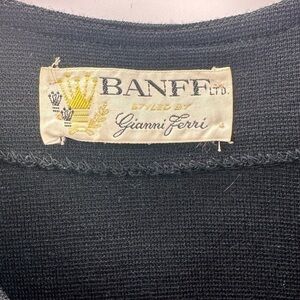 BANFF LTD.
STYLED BY
Gianni Ferri